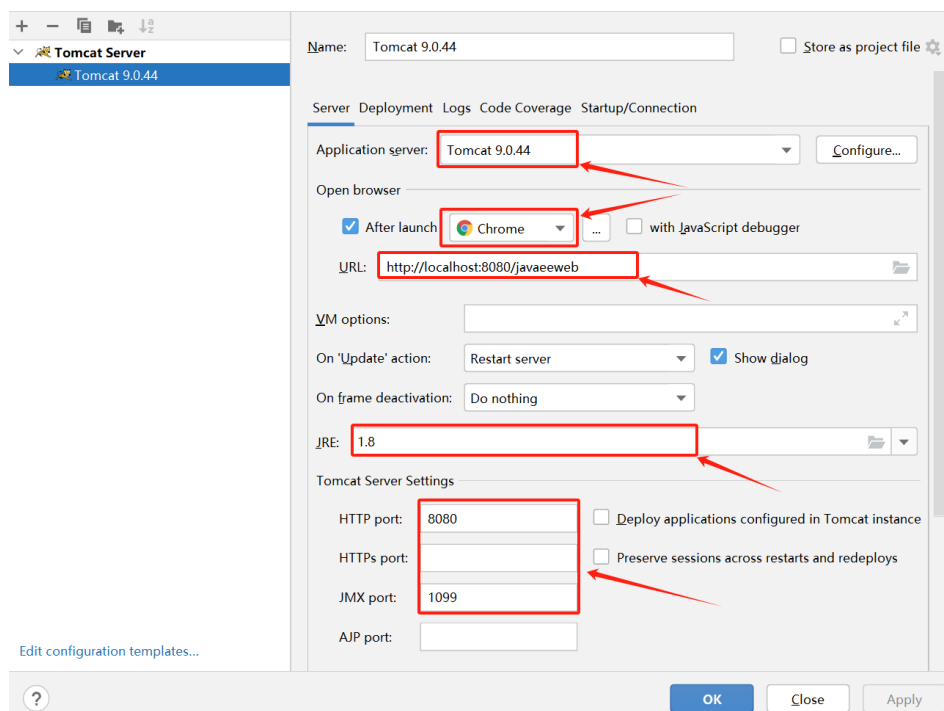 Tomcat Server
Tomcat 9.0.44
Name: Tomcat 9.0.44 Store as project file
Server Deployment Logs Code Coverage Startup/Connection
Application server: Tomcat 9.0.44 Configure...
Open browser
After launch Chrome ... with JavaScript debugger
URL: http://localhost:8080/javaeeweb
VM options:
On 'Update' action: Restart server Show dialog
On frame deactivation: Do nothing
JRE: 1.8
Tomcat Server Settings
HTTP port: 8080 Deploy applications configured in Tomcat instance
HTTPs port: Preserve sessions across restarts and redeploys
JMX port: 1099
AJP port:
Edit configuration templates...
? OK Close Apply